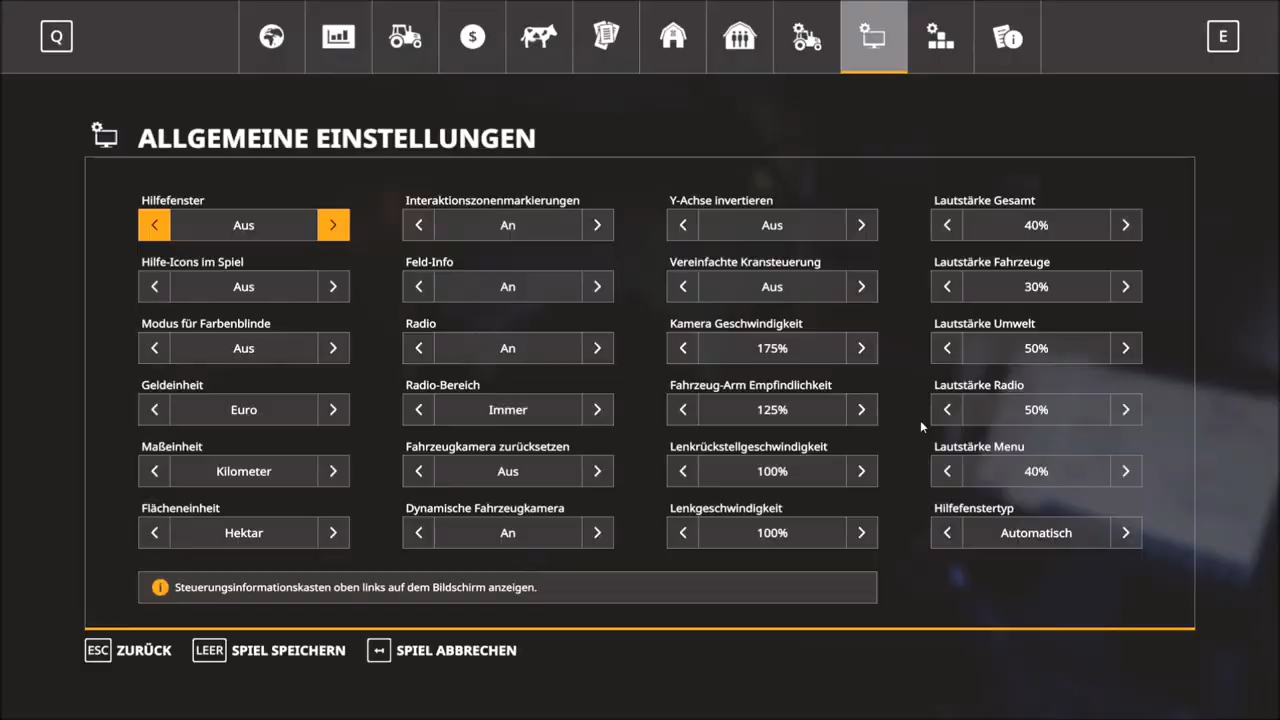 Q
E
ALLGEMEINE EINSTELLUNGEN
Hilfefenster
Aus
Hilfe-Icons im Spiel
Aus
Modus für Farbenblinde
Aus
Geldeinheit
Euro
Maßeinheit
Kilometer
Flächeneinheit
Hektar
Interaktionszonenmarkierungen
An
Feld-Info
An
Radio
An
Radio-Bereich
Immer
Fahrzeugkamera zurücksetzen
Aus
Dynamische Fahrzeugkamera
An
Y-Achse invertieren
Aus
Vereinfachte Kransteuerung
Aus
Kamera Geschwindigkeit
175%
Fahrzeug-Arm Empfindlichkeit
125%
Lenkrückstellgeschwindigkeit
100%
Lenkgeschwindigkeit
100%
Lautstärke Gesamt
40%
Lautstärke Fahrzeuge
30%
Lautstärke Umwelt
50%
Lautstärke Radio
50%
Lautstärke Menu
40%
Hilfefenstertyp
Automatisch
Steuerungsinformationskasten oben links auf dem Bildschirm anzeigen.
ESC ZURÜCK LEER SPIEL SPEICHERN SPIEL ABBRECHEN